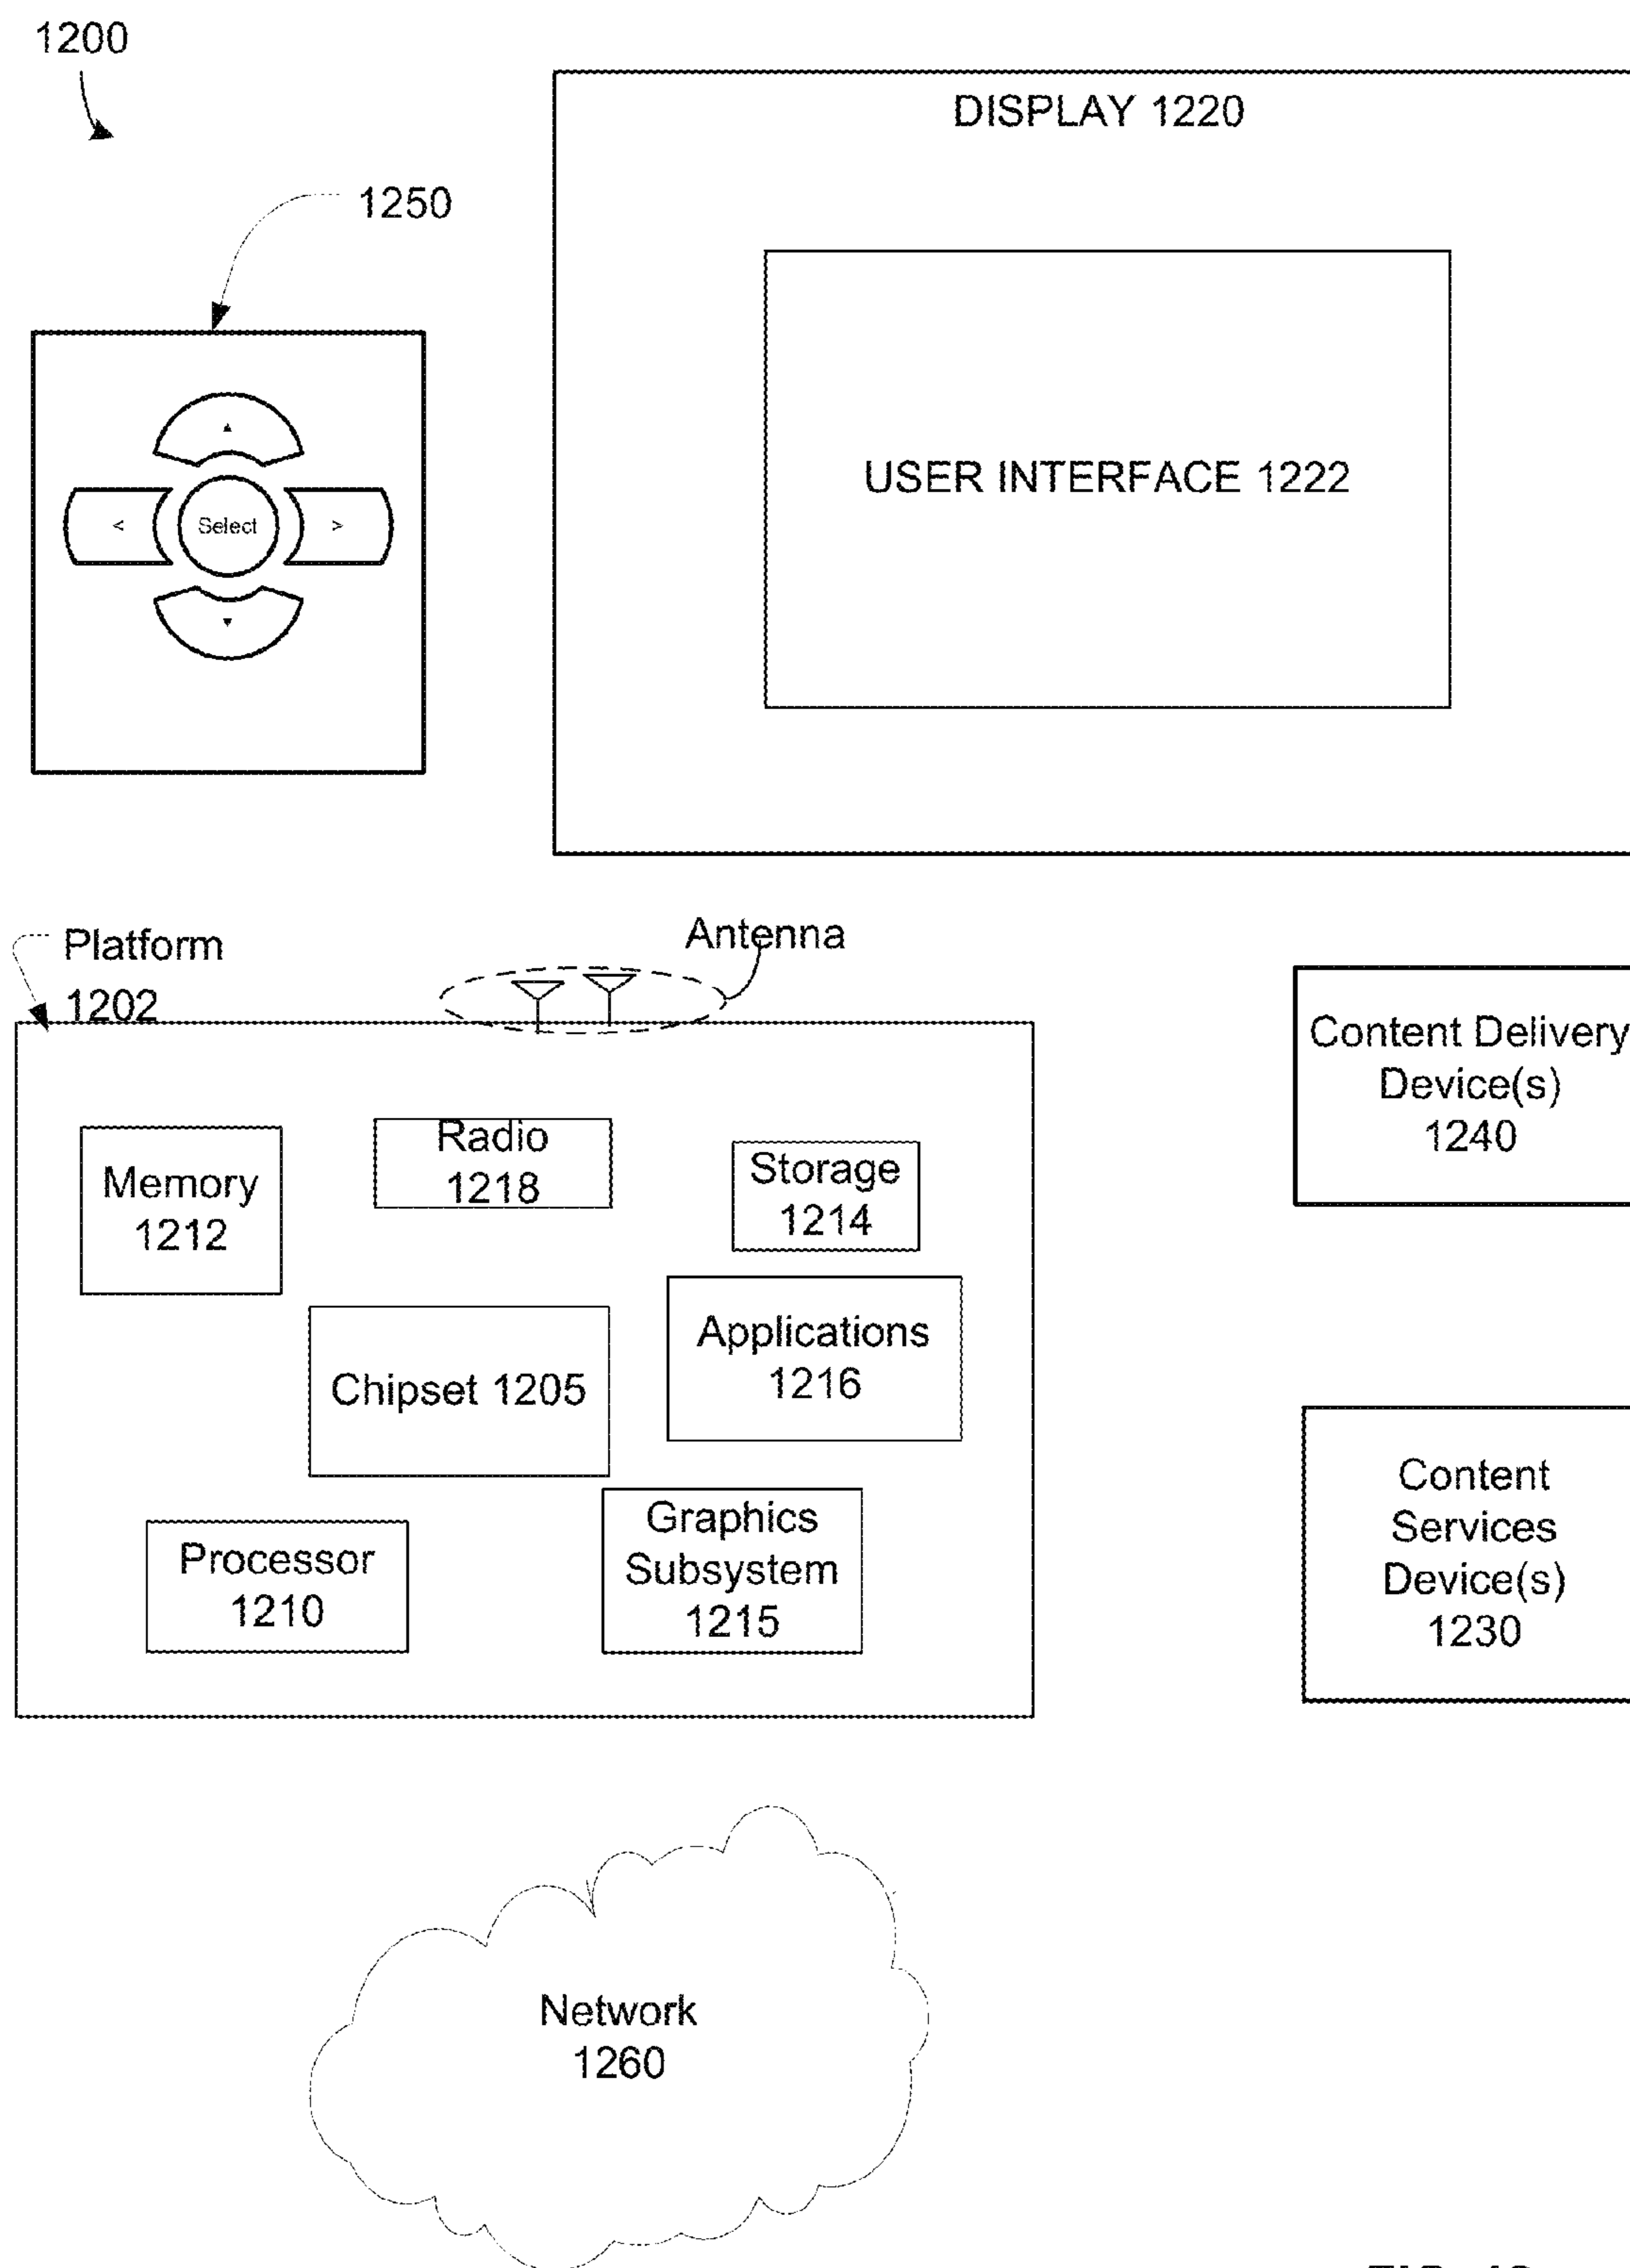 1200
DISPLAY 1220
1250
USER INTERFACE 1222
Select
<
>
Platform
1202
Antenna
Content Delivery
Device(s)
1240
Memory
1212
Radio
1218
Storage
1214
Chipset 1205
Applications
1216
Content
Services
Device(s)
1230
Processor
1210
Graphics
Subsystem
1215
Network
1260